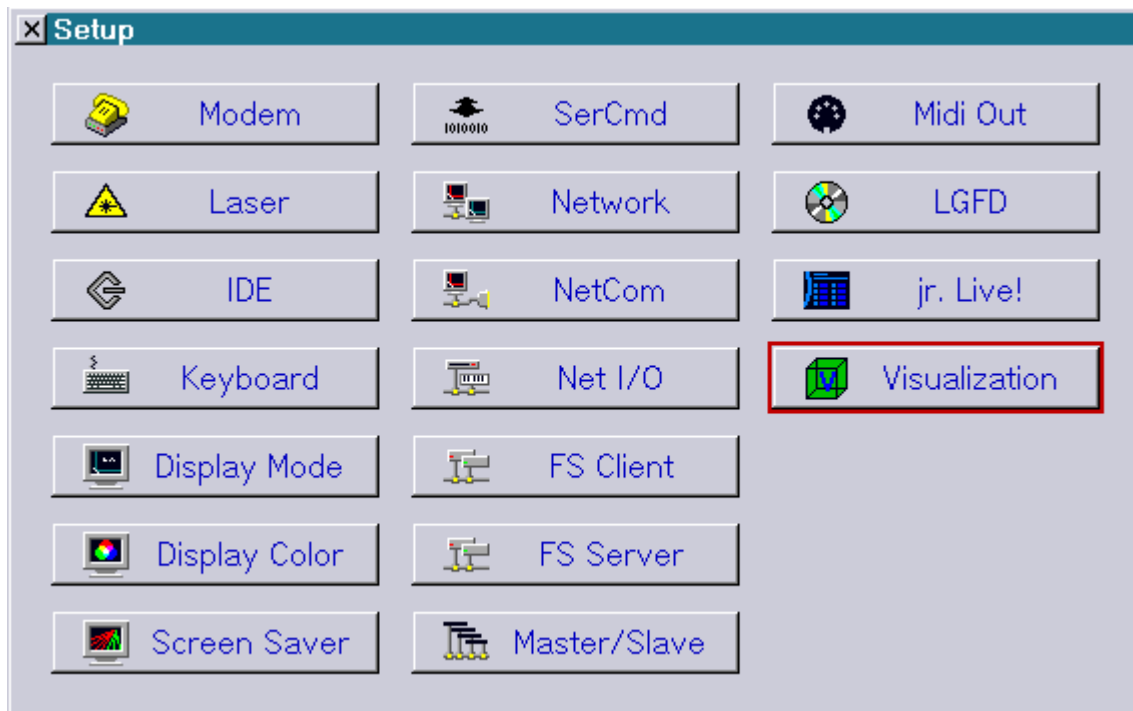 Setup
Modem
SerCmd
1010010
Midi Out
Laser
Network
LGFD
IDE
NetCom
jr. Live!
Keyboard
Net I/O
V Visualization
Display Mode
FS Client
Display Color
FS Server
Screen Saver
Master/Slave